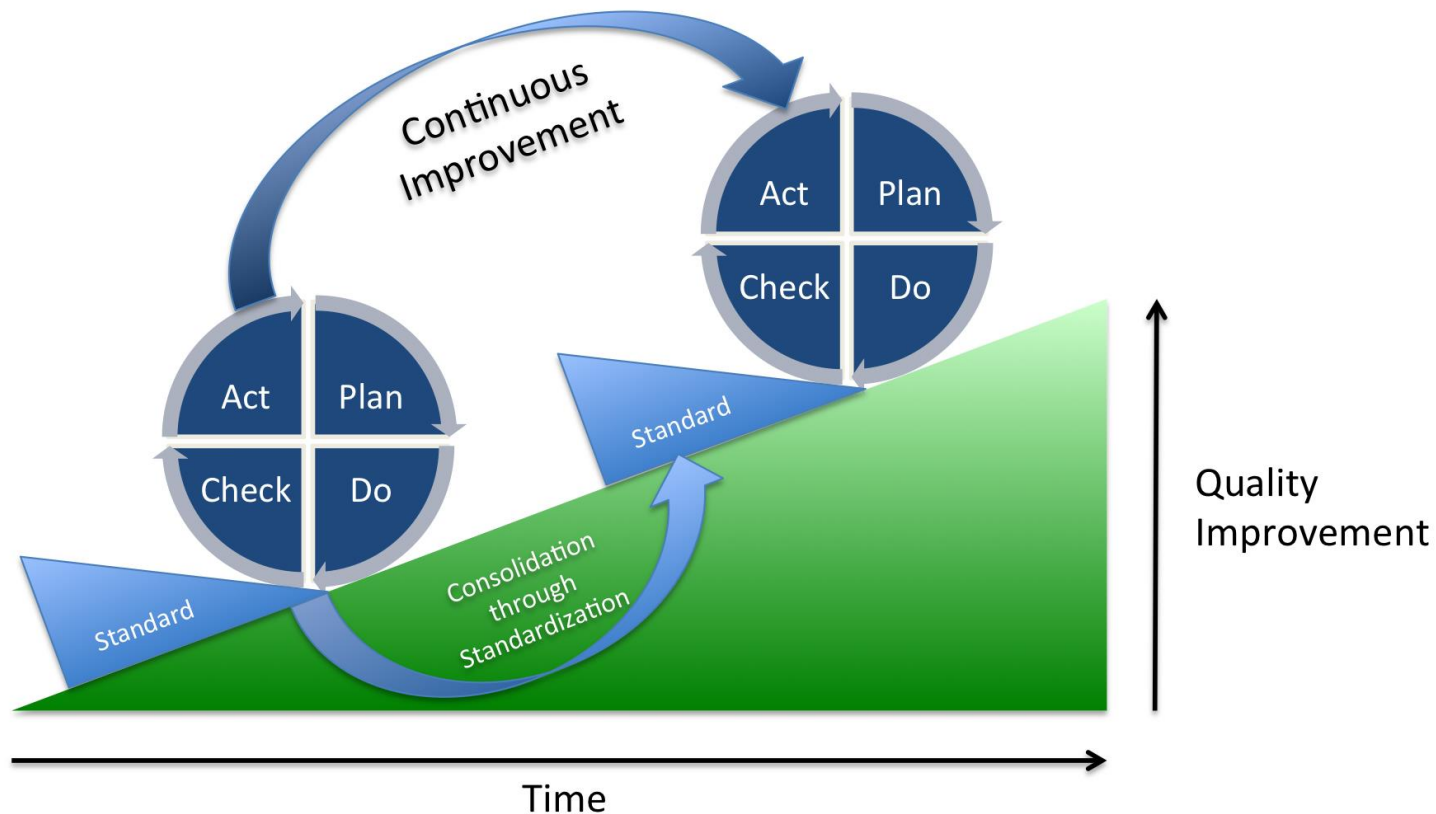 Continuous
Improvement
Act
Plan
Check
Do
Standard
Act
Plan
Check
Do
Standard
Consolidation
through
Standardization
Quality
Improvement
Time